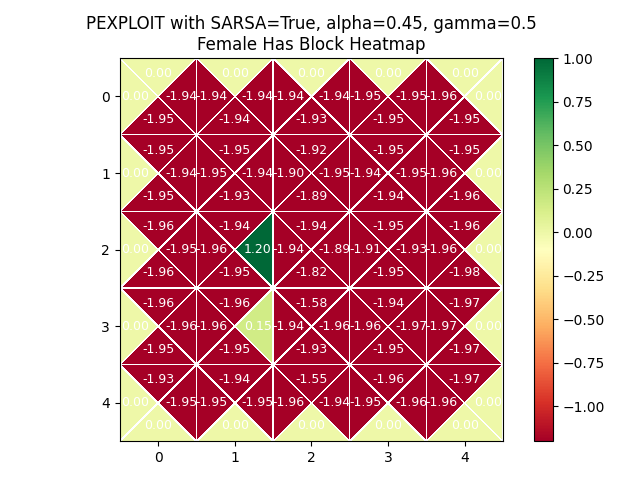 PEXPLOIT with SARSA=True, alpha=0.45, gamma=0.5
Female Has Block Heatmap
0.00 0.00 0.00 0.00 0.00
0 0.00 -1.94 -1.94 -1.94 -1.94 -1.94 -1.95 -1.95 -1.96 0.00
-1.95 -1.94 -1.93 -1.95 -1.95
-1.95 -1.95 -1.92 -1.95 -1.95
1 0.00 -1.94 -1.95 -1.94 -1.90 -1.95 -1.94 -1.95 -1.96 0.00
-1.95 -1.93 -1.89 -1.94 -1.96
-1.96 -1.94 -1.94 -1.95 -1.96
2 0.00 -1.95 -1.96 1.20 -1.94 -1.89 -1.91 -1.93 -1.96 0.00
-1.96 -1.95 -1.82 -1.95 -1.98
-1.96 -1.96 -1.58 -1.94 -1.97
3 0.00 -1.96 -1.96 0.15 -1.94 -1.96 -1.96 -1.97 -1.97 0.00
-1.95 -1.95 -1.93 -1.95 -1.97
-1.93 -1.94 -1.55 -1.96 -1.97
4 0.00 -1.95 -1.95 -1.95 -1.96 -1.94 -1.95 -1.96 -1.96 0.00
0.00 0.00 0.00 0.00 0.00
0 1 2 3 4
1.00
0.75
0.50
0.25
0.00
−0.25
−0.50
−0.75
−1.00